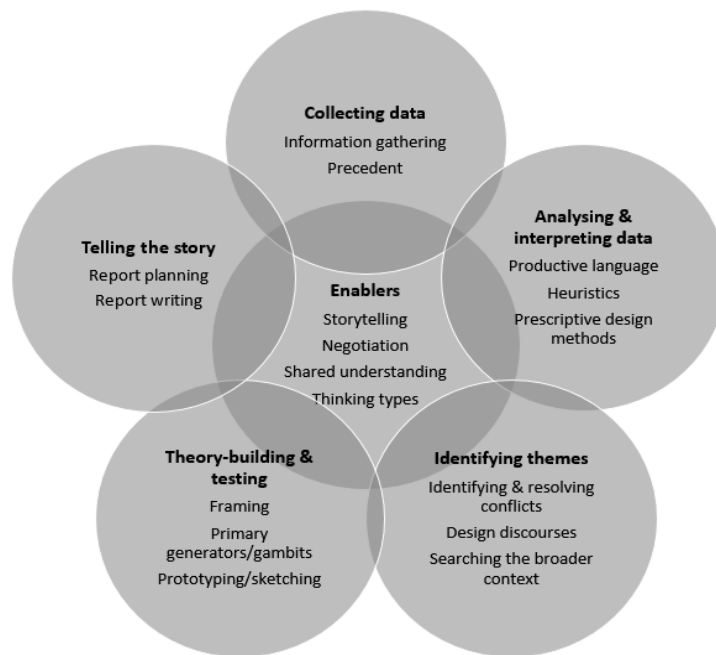 Collecting data
Information gathering
Precedent
Telling the story
Report planning
Report writing
Analysing &
interpreting data
Productive language
Heuristics
Prescriptive design
methods
Enablers
Storytelling
Negotiation
Shared understanding
Thinking types
Theory-building &
testing
Framing
Primary
generators/gambits
Prototyping/sketching
Identifying themes
Identifying & resolving
conflicts
Design discourses
Searching the broader
context